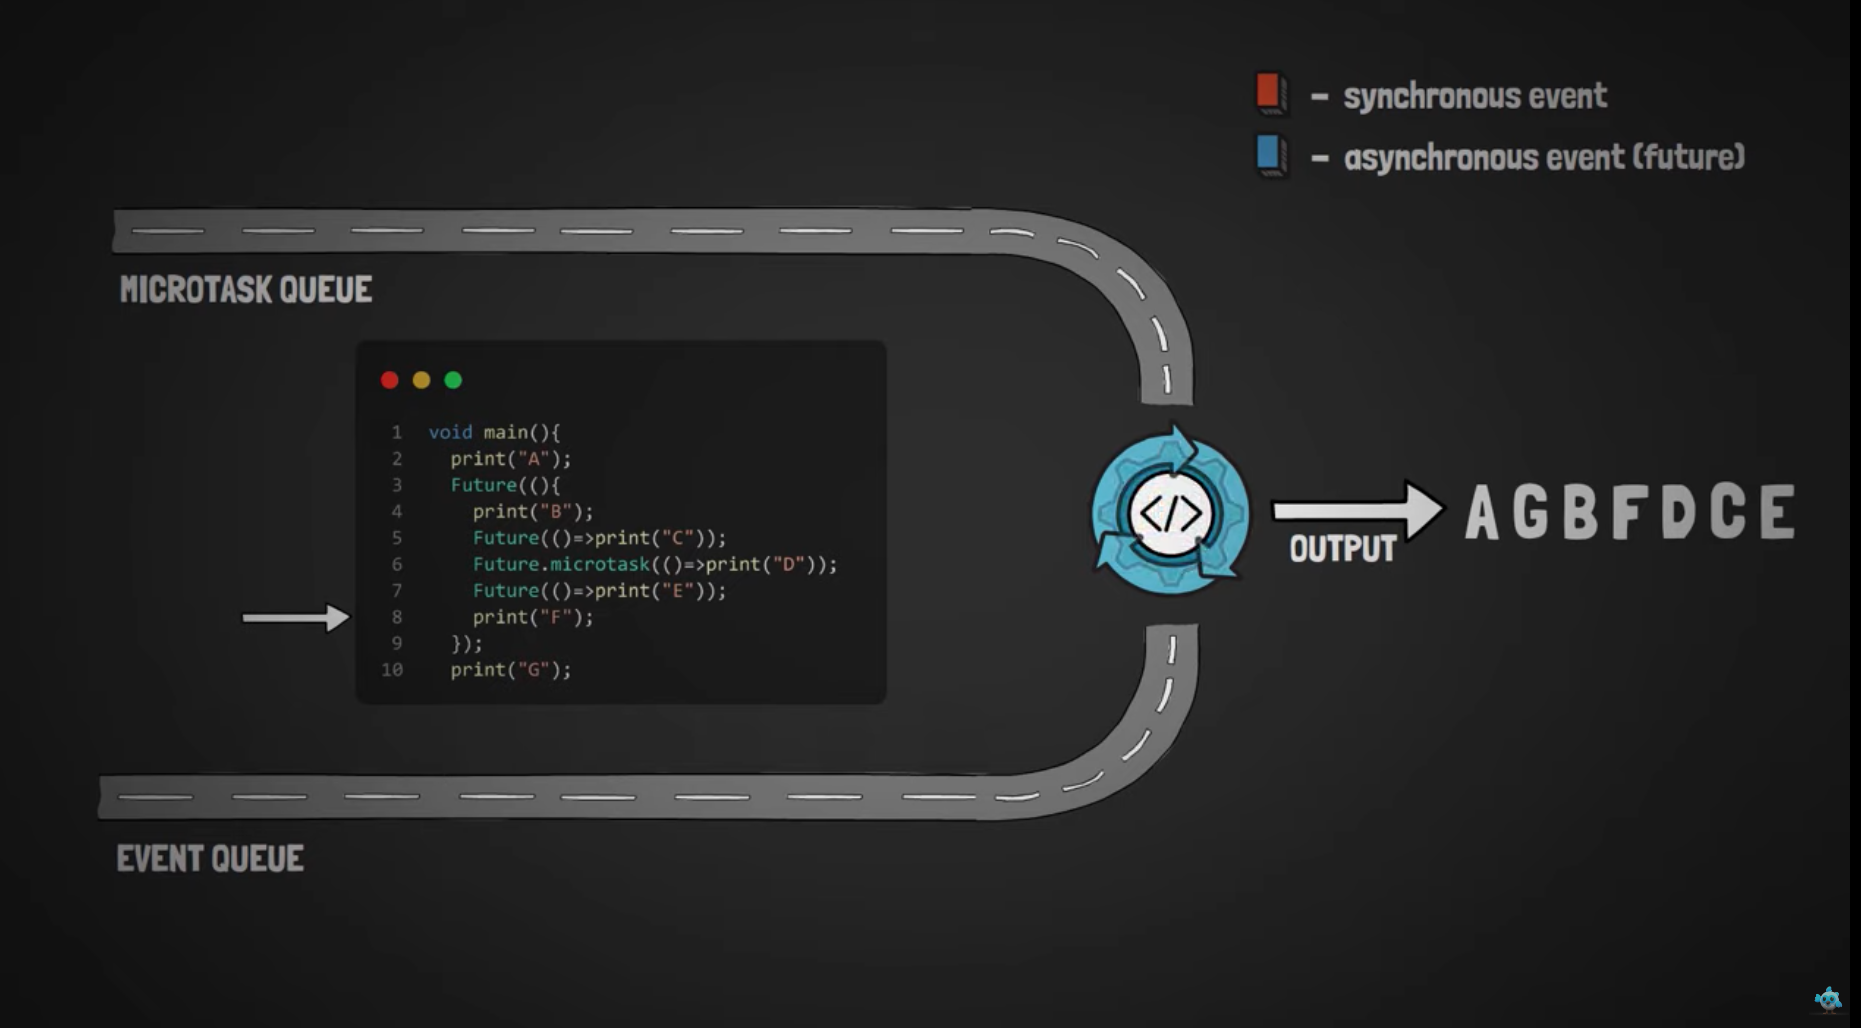 – synchronous event
– asynchronous event (future)
MICROTASK QUEUE
1 void main(){
2 print("A");
3 Future((){
4 print("B");
5 Future(()=>print("C"));
6 Future.microtask(()=>print("D"));
7 Future(()=>print("E"));
8 print("F");
9 });
10 print("G");
</>
OUTPUT
A G B F D C E
EVENT QUEUE